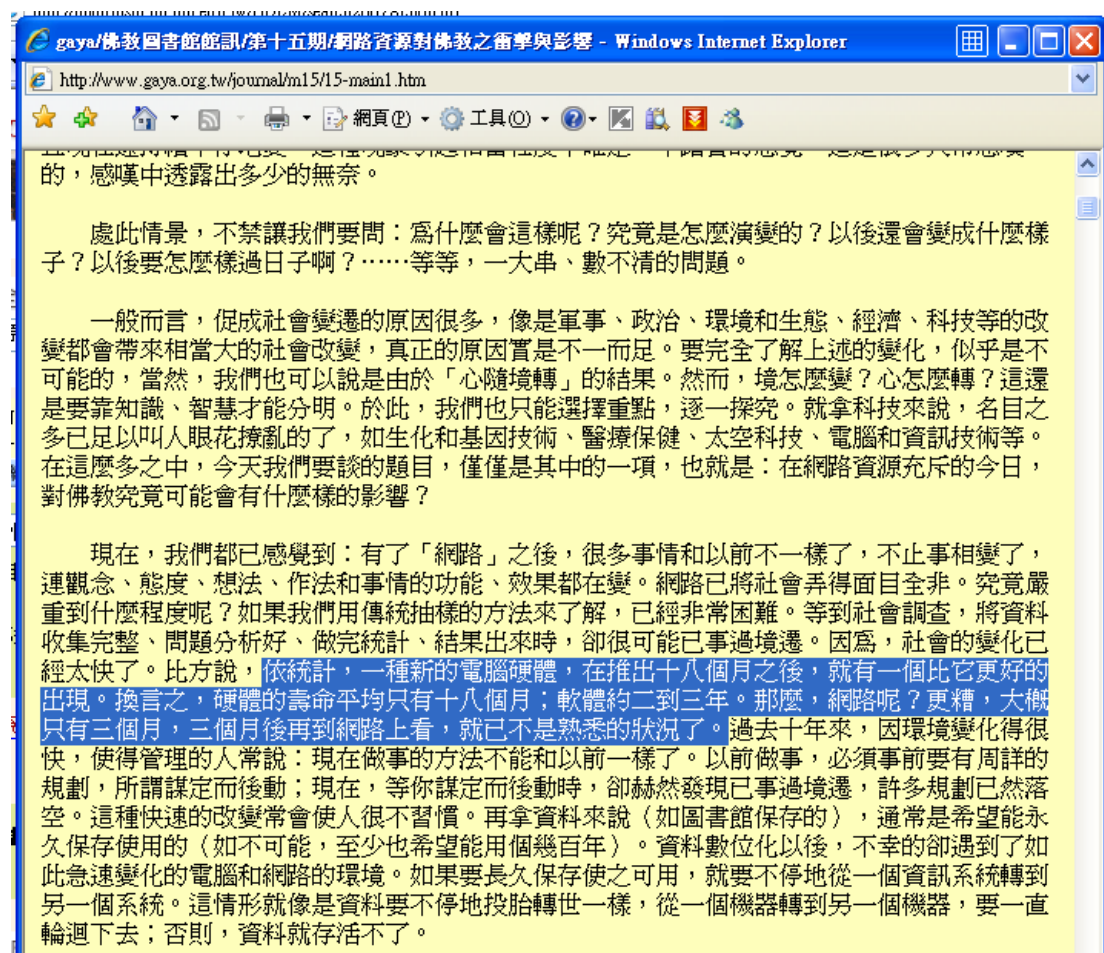 gaya/佛教圖書館館訊/第十五期/網路資源對佛教之衝擊與影響 - Windows Internet Explorer
http://www.gaya.org.tw/journal/m15/15-main1.htm
網頁(P) 工具(O)
的，感嘆中透露出多少的無奈。
處此情景，不禁讓我們要問：為什麼會這樣呢？究竟是怎麼演變的？以後還會變成什麼樣
子？以後要怎麼樣過日子啊？……等等，一大串、數不清的問題。
一般而言，促成社會變遷的原因很多，像是軍事、政治、環境和生態、經濟、科技等的改
變都會帶來相當大的社會改變，真正的原因實是不一而足。要完全了解上述的變化，似乎是不
可能的，當然，我們也可以說是由於「心隨境轉」的結果。然而，境怎麼變？心怎麼轉？這還
是要靠知識、智慧才能分明。於此，我們也只能選擇重點，逐一探究。就拿科技來說，名目之
多已足以叫人眼花撩亂的了，如生化和基因技術、醫療保健、太空科技、電腦和資訊技術等。
在這麼多之中，今天我們要談的題目，僅僅是其中的一項，也就是：在網路資源充斥的今日，
對佛教究竟可能會有什麼樣的影響？
現在，我們都已感覺到：有了「網路」之後，很多事情和以前不一樣了，不止事相變了，
連觀念、態度、想法、作法和事情的功能、效果都在變。網路已將社會弄得面目全非。究竟嚴
重到什麼程度呢？如果我們用傳統抽樣的方法來了解，已經非常困難。等到社會調查，將資料
收集完整、問題分析好、做完統計、結果出來時，卻很可能已事過境遷。因為，社會的變化已
經太快了。比方說，依統計，一種新的電腦硬體，在推出十八個月之後，就有一個比它更好的
出現。換言之，硬體的壽命平均只有十八個月；軟體約二到三年。那麼，網路呢？更糟，大概
只有三個月，三個月後再到網路上看，就已不是熟悉的狀況了。過去十年來，因環境變化得很
快，使得管理的人常說：現在做事的方法不能和以前一樣了。以前做事，必須事前要有周詳的
規劃，所謂謀定而後動；現在，等你謀定而後動時，卻赫然發現已事過境遷，許多規劃已然落
空。這種快速的改變常會使人很不習慣。再拿資料來說（如圖書館保存的），通常是希望能永
久保存使用的（如不可能，至少也希望能用個幾百年）。資料數位化以後，不幸的卻遇到了如
此急速變化的電腦和網路的環境。如果要長久保存使之可用，就要不停地從一個資訊系統轉到
另一個系統。這情形就像是資料要不停地投胎轉世一樣，從一個機器轉到另一個機器，要一直
輪迴下去；否則，資料就存活不了。